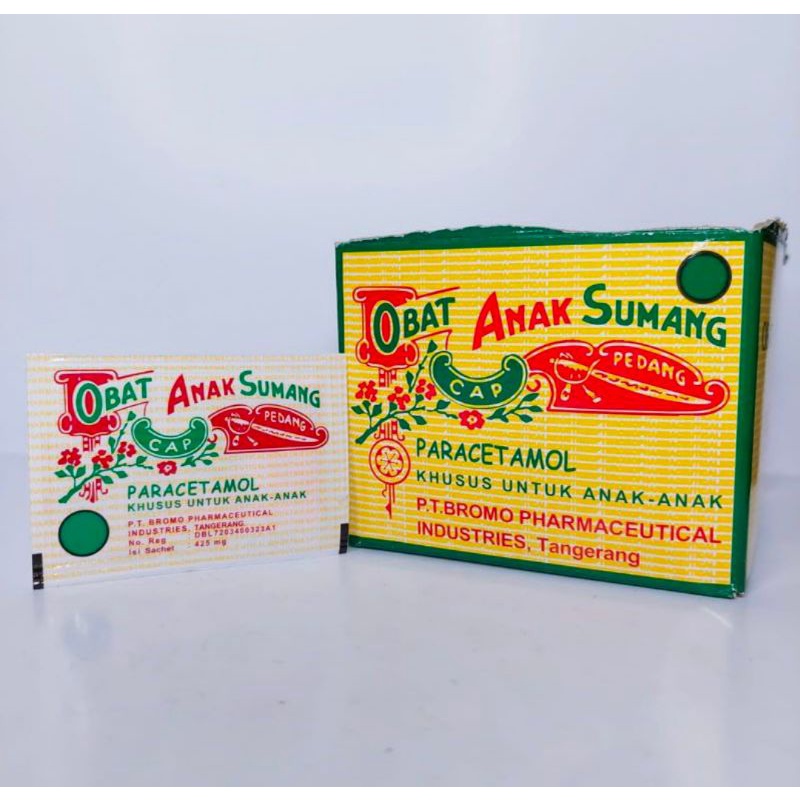 OBAT ANAK SUMANG
CAP PEDANG
PARACETAMOL
KHUSUS UNTUK ANAK-ANAK
P.T. BROMO PHARMACEUTICAL
INDUSTRIES, TANGERANG
No. Reg : DBL7203400323A1
Isi Sachet : 425 mg
OBAT ANAK SUMANG
CAP PEDANG
PARACETAMOL
KHUSUS UNTUK ANAK-ANAK
P.T.BROMO PHARMACEUTICAL
INDUSTRIES, Tangerang